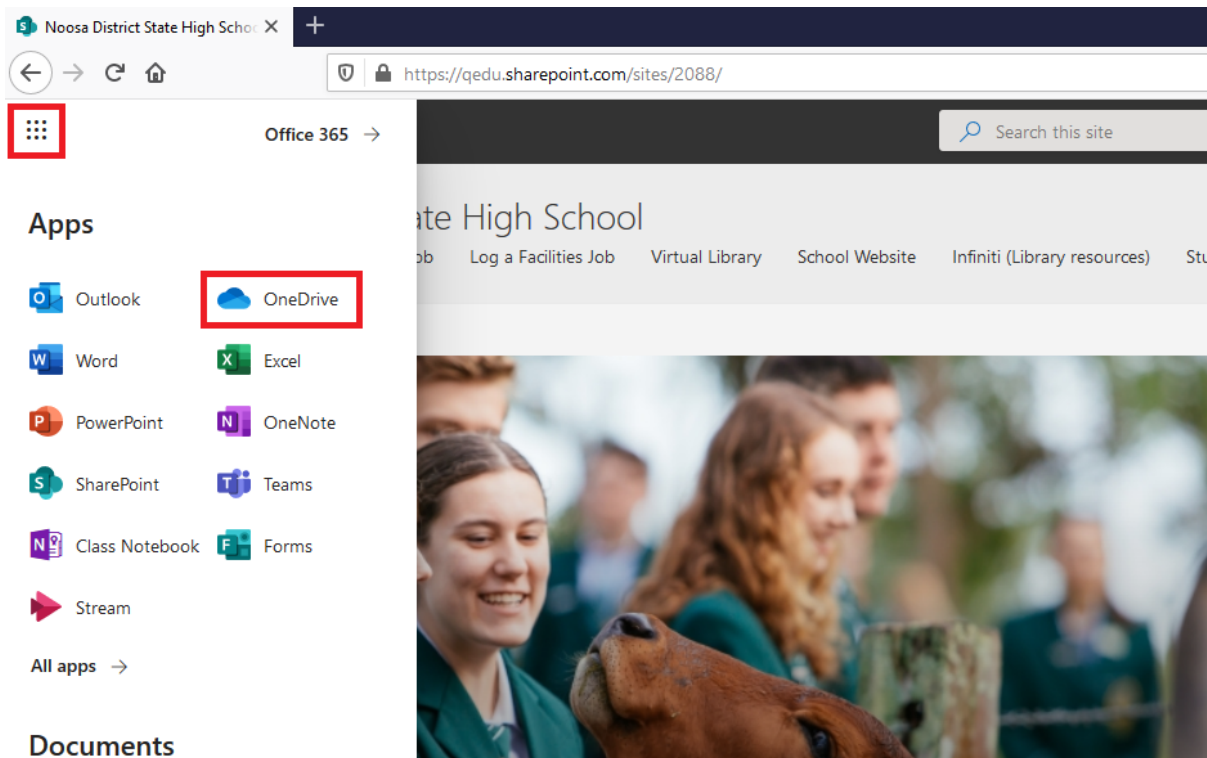 Noosa District State High Schoo
https://qedu.sharepoint.com/sites/2088/
Office 365
Search this site
Apps
ate High School
ob Log a Facilities Job Virtual Library School Website Infiniti (Library resources) Stu
Outlook OneDrive
Word Excel
PowerPoint OneNote
SharePoint Teams
Class Notebook Forms
Stream
All apps
Documents